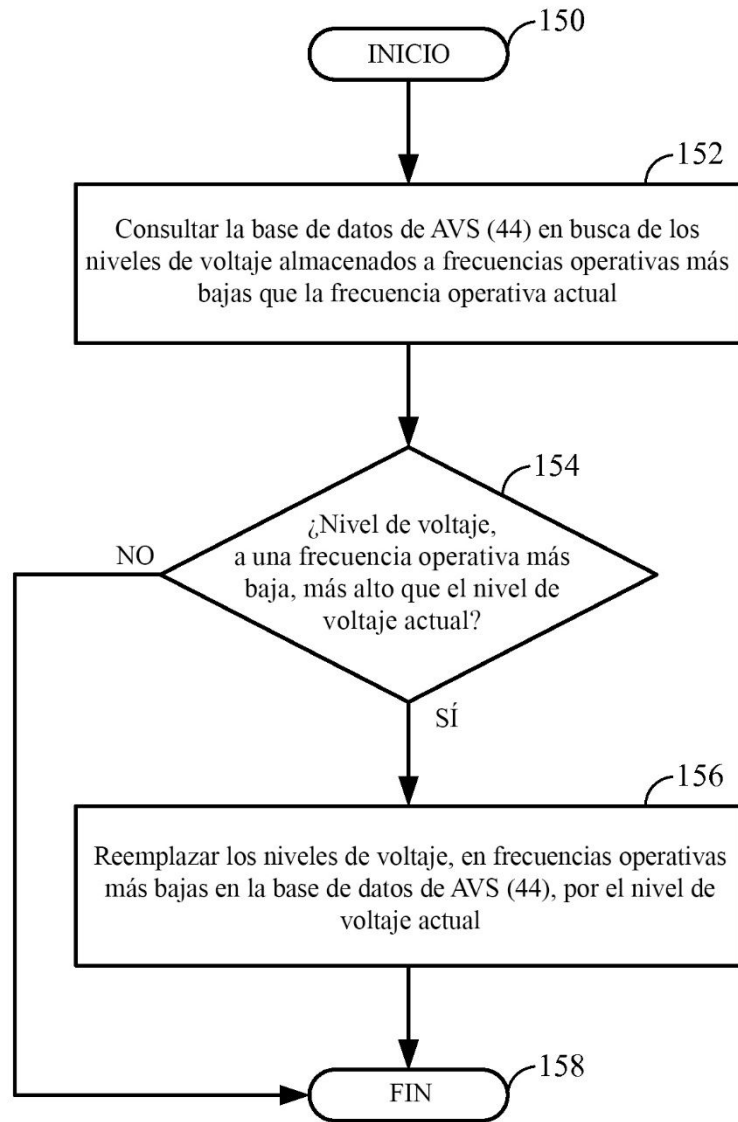 150
INICIO
152
Consultar la base de datos de AVS (44) en busca de los
niveles de voltaje almacenados a frecuencias operativas más
bajas que la frecuencia operativa actual
154
¿Nivel de voltaje,
a una frecuencia operativa más
baja, más alto que el nivel de
voltaje actual?
NO
SÍ
156
Reemplazar los niveles de voltaje, en frecuencias operativas
más bajas en la base de datos de AVS (44), por el nivel de
voltaje actual
158
FIN